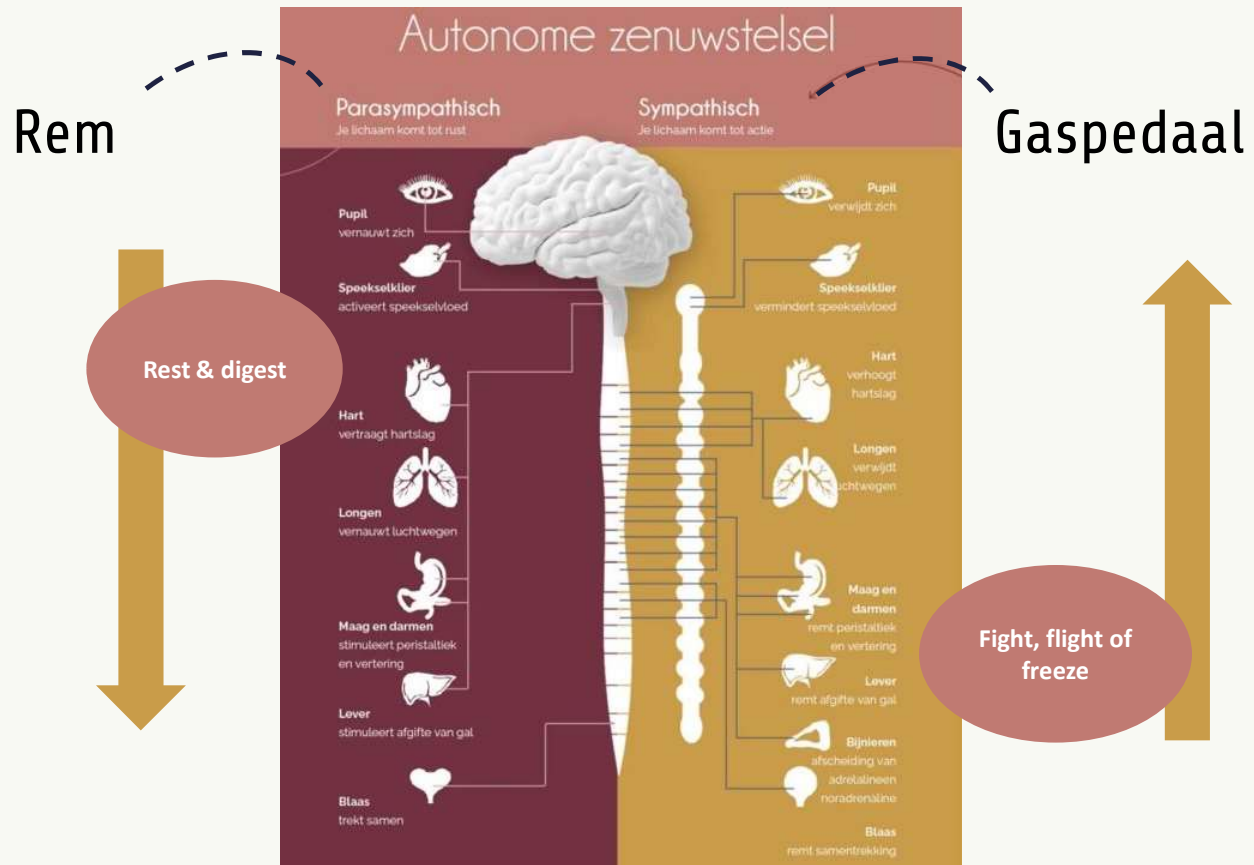 Autonome zenuwstelsel
Rem
Parasympathisch
Je lichaam komt tot rust
Sympathisch
Je lichaam komt tot actie
Gaspedaal
Rest & digest
Pupil
vernauwt zich
Speekselklier
activeert speekselvloed
Hart
vertraagt hartslag
Longen
vernauwt luchtwegen
Maag en darmen
stimuleert peristaltiek
en vertering
Lever
stimuleert afgifte van gal
Blaas
trekt samen
Pupil
verwijdt zich
Speekselklier
vermindert speekselvloed
Hart
verhoogt
hartslag
Longen
verwijdt
luchtwegen
Maag en
darmen
remt peristaltiek
en vertering
Lever
remt afgifte van gal
Bijnieren
afscheiding van
adrelalineen
noradrenaline
Blaas
remt samentrekking
Fight, flight of
freeze